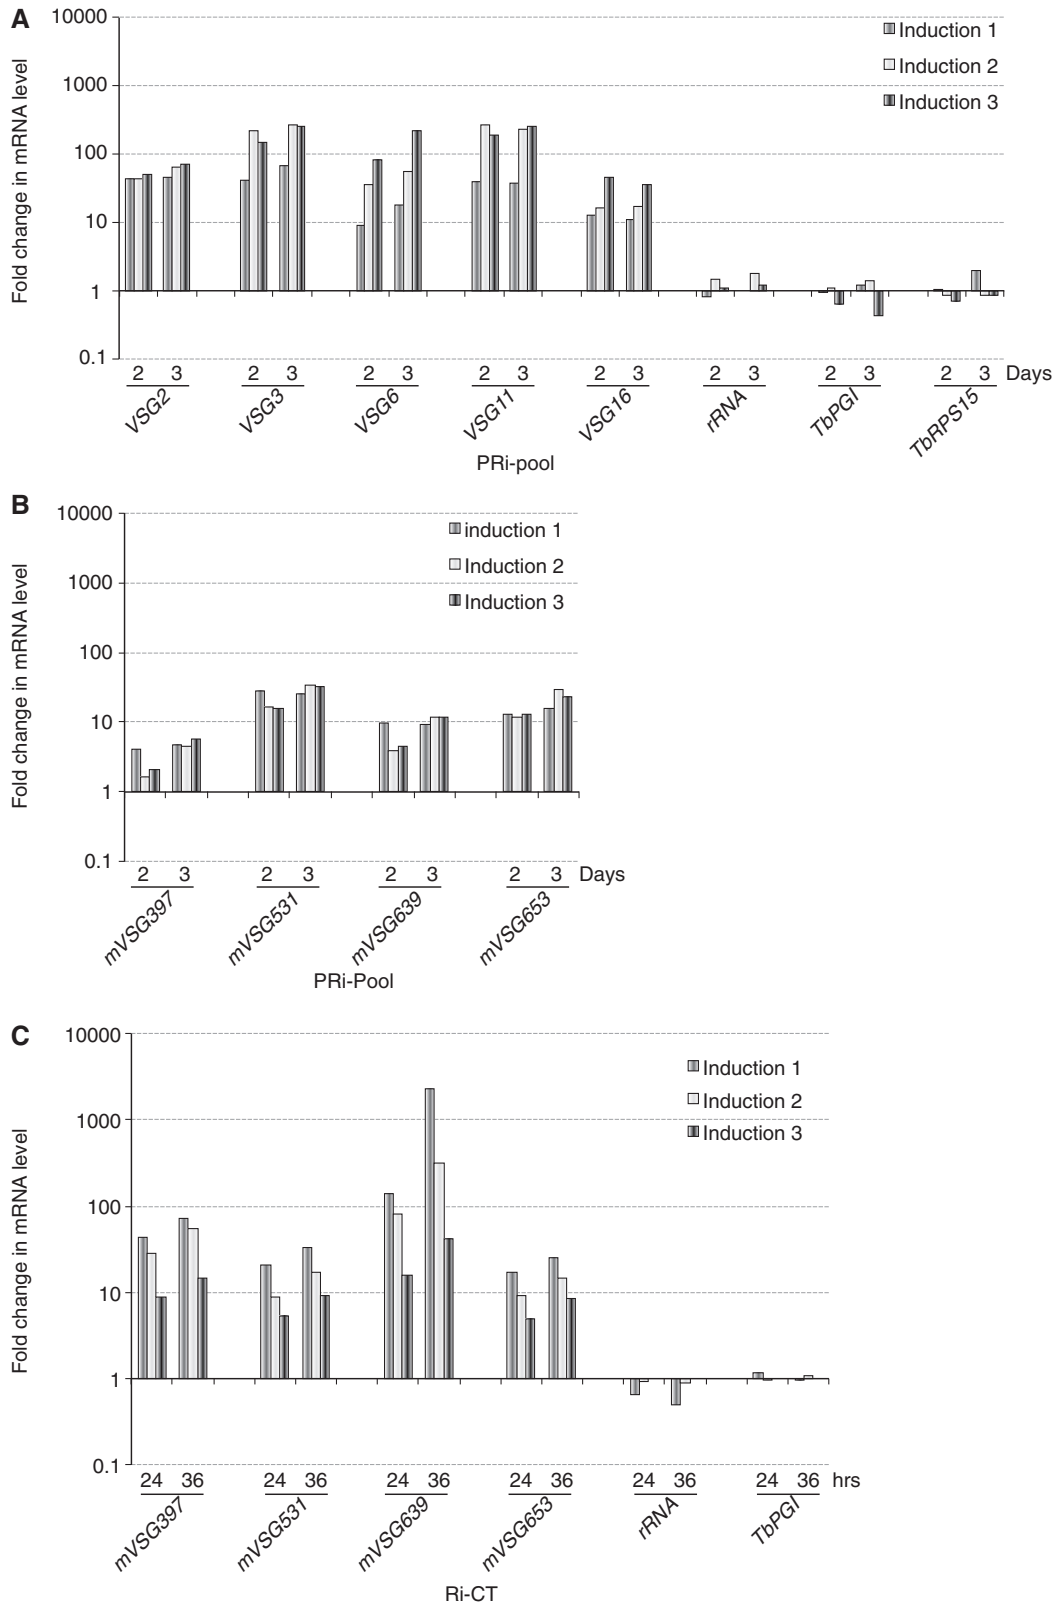 A
Fold change in mRNA level
10000
1000
100
10
1
0.1
Induction 1
Induction 2
Induction 3
2 3 2 3 2 3 2 3 2 3 2 3 2 3 2 3 Days
VSG2 VSG3 VSG6 VSG11 VSG16 rRNA TbPGI TbRPS15
PRi-pool
B
Fold change in mRNA level
10000
1000
100
10
1
0.1
induction 1
Induction 2
Induction 3
2 3 2 3 2 3 2 3 Days
mVSG397 mVSG531 mVSG639 mVSG653
PRi-Pool
C
Fold change in mRNA level
10000
1000
100
10
1
0.1
Induction 1
Induction 2
Induction 3
24 36 24 36 24 36 24 36 24 36 24 36 hrs
mVSG397 mVSG531 mVSG639 mVSG653 rRNA TbPGI
Ri-CT